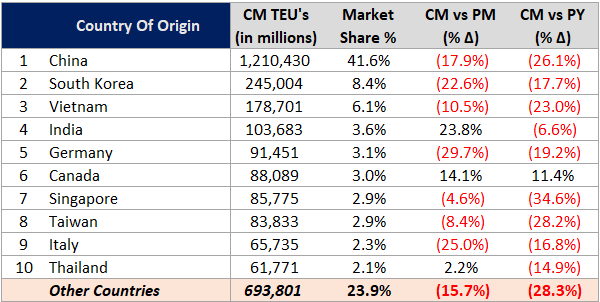 Country Of Origin CM TEU's (in millions) Market Share % CM vs PM (% Δ) CM vs PY (% Δ)
1 China 1,210,430 41.6% (17.9%) (26.1%)
2 South Korea 245,004 8.4% (22.6%) (17.7%)
3 Vietnam 178,701 6.1% (10.5%) (23.0%)
4 India 103,683 3.6% 23.8% (6.6%)
5 Germany 91,451 3.1% (29.7%) (19.2%)
6 Canada 88,089 3.0% 14.1% 11.4%
7 Singapore 85,775 2.9% (4.6%) (34.6%)
8 Taiwan 83,833 2.9% (8.4%) (28.2%)
9 Italy 65,735 2.3% (25.0%) (16.8%)
10 Thailand 61,771 2.1% 2.2% (14.9%)
Other Countries 693,801 23.9% (15.7%) (28.3%)